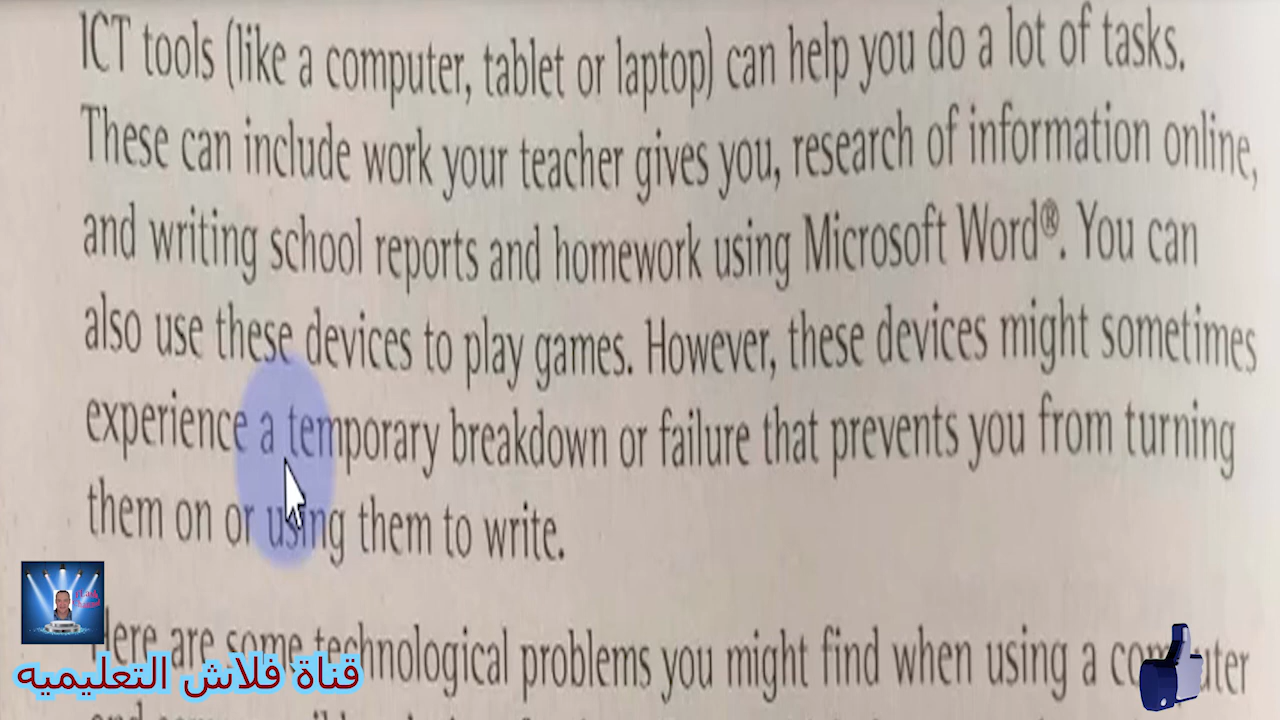 ICT tools (like a computer, tablet or laptop) can help you do a lot of tasks.
These can include work your teacher gives you, research of information online,
and writing school reports and homework using Microsoft Word®. You can
also use these devices to play games. However, these devices might sometimes
experience a temporary breakdown or failure that prevents you from turning
them on or using them to write.
Here are some technological problems you might find when using a computer
قناة فلاش التعليميه